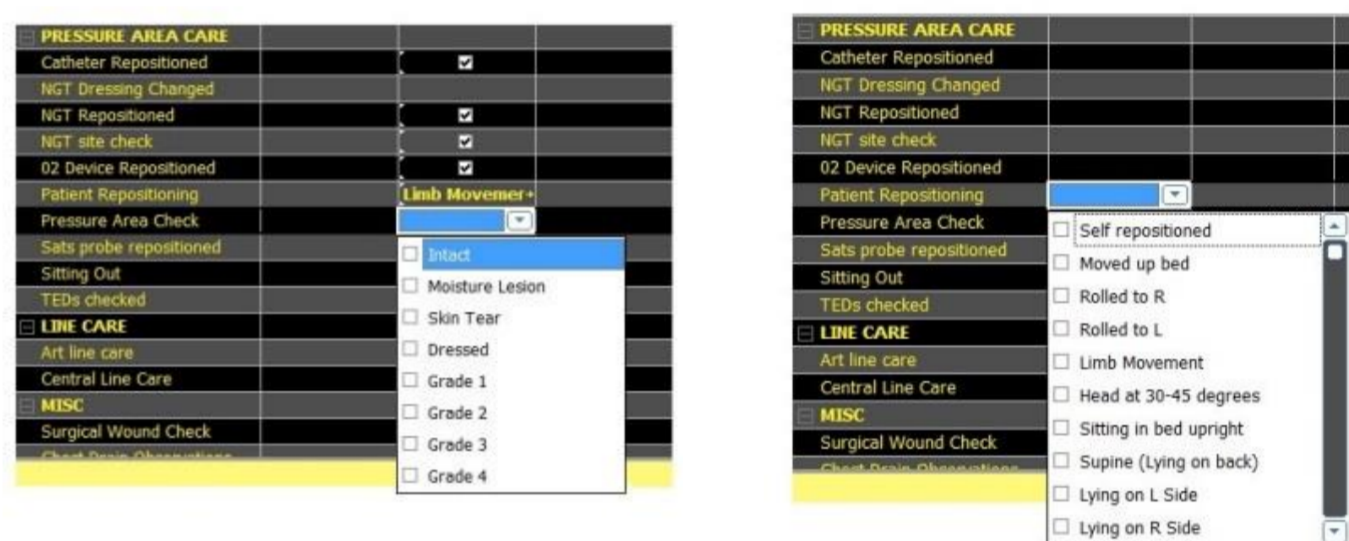 PRESSURE AREA CARE
Catheter Repositioned
NGT Dressing Changed
NGT Repositioned
NGT site check
02 Device Repositioned
Patient Repositioning Limb Movemer+
Pressure Area Check
Sats probe repositioned
Sitting Out
TEDs checked
LINE CARE
Art line care
Central Line Care
MISC
Surgical Wound Check
Chest Drain Observations
Intact
Moisture Lesion
Skin Tear
Dressed
Grade 1
Grade 2
Grade 3
Grade 4
PRESSURE AREA CARE
Catheter Repositioned
NGT Dressing Changed
NGT Repositioned
NGT site check
02 Device Repositioned
Patient Repositioning
Pressure Area Check
Sats probe repositioned
Sitting Out
TEDs checked
LINE CARE
Art line care
Central Line Care
MISC
Surgical Wound Check
Chest Drain Observations
Self repositioned
Moved up bed
Rolled to R
Rolled to L
Limb Movement
Head at 30-45 degrees
Sitting in bed upright
Supine (Lying on back)
Lying on L Side
Lying on R Side